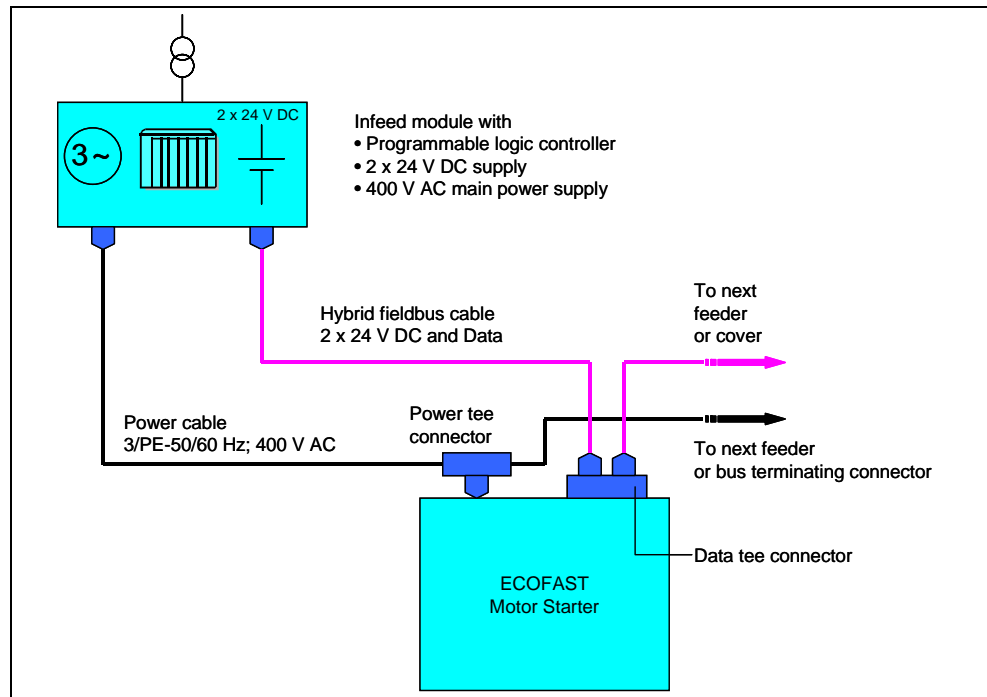 2 x 24 V DC
3~
Infeed module with
• Programmable logic controller
• 2 x 24 V DC supply
• 400 V AC main power supply
Hybrid fieldbus cable
2 x 24 V DC and Data
To next
feeder
or cover
Power cable
3/PE-50/60 Hz; 400 V AC
Power tee
connector
To next feeder
or bus terminating connector
Data tee connector
ECOFAST
Motor Starter